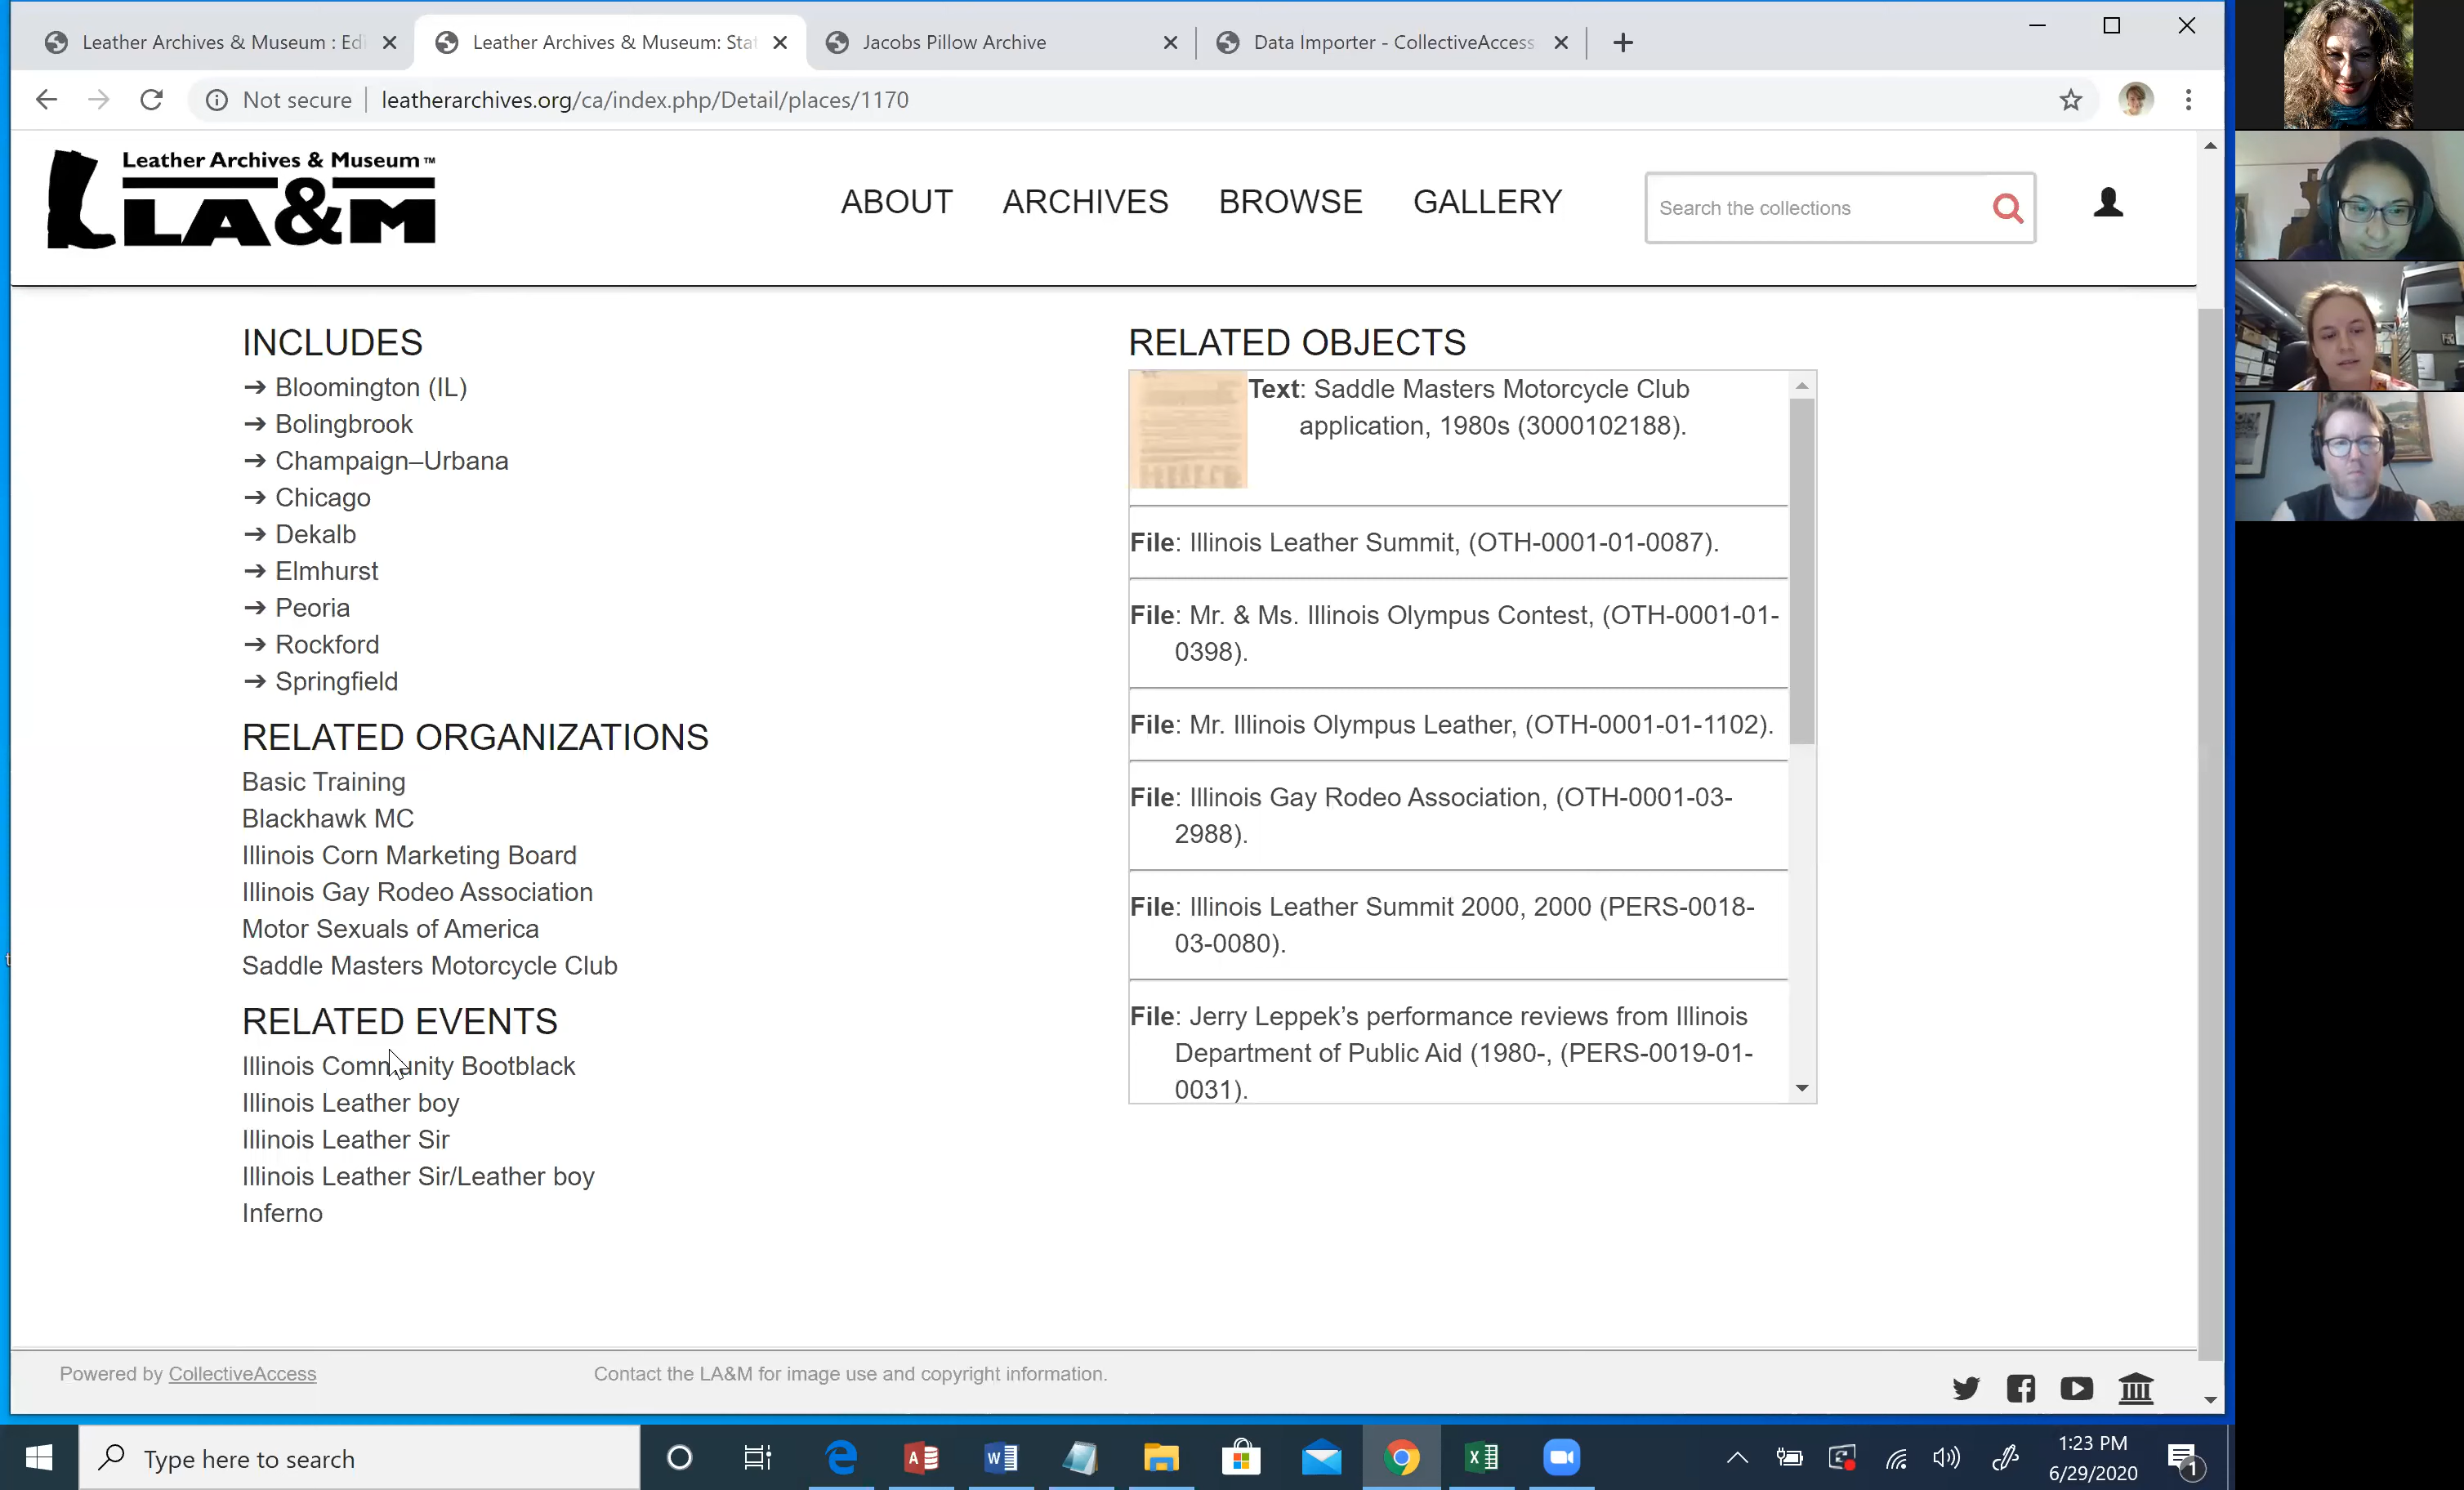 Leather Archives & Museum : Edi
Leather Archives & Museum: Stat
Jacobs Pillow Archive
Data Importer - CollectiveAccess
Not secure
leatherarchives.org/ca/index.php/Detail/places/1170
Leather Archives & Museum™
LA&M
ABOUT
ARCHIVES
BROWSE
GALLERY
Search the collections
INCLUDES
➔ Bloomington (IL)
➔ Bolingbrook
➔ Champaign–Urbana
➔ Chicago
➔ Dekalb
➔ Elmhurst
➔ Peoria
➔ Rockford
➔ Springfield
RELATED ORGANIZATIONS
Basic Training
Blackhawk MC
Illinois Corn Marketing Board
Illinois Gay Rodeo Association
Motor Sexuals of America
Saddle Masters Motorcycle Club
RELATED EVENTS
Illinois Community Bootblack
Illinois Leather boy
Illinois Leather Sir
Illinois Leather Sir/Leather boy
Inferno
RELATED OBJECTS
Text: Saddle Masters Motorcycle Club
application, 1980s (3000102188).
File: Illinois Leather Summit, (OTH-0001-01-0087).
File: Mr. & Ms. Illinois Olympus Contest, (OTH-0001-01-
0398).
File: Mr. Illinois Olympus Leather, (OTH-0001-01-1102).
File: Illinois Gay Rodeo Association, (OTH-0001-03-
2988).
File: Illinois Leather Summit 2000, 2000 (PERS-0018-
03-0080).
File: Jerry Leppek’s performance reviews from Illinois
Department of Public Aid (1980-, (PERS-0019-01-
0031).
Powered by CollectiveAccess
Contact the LA&M for image use and copyright information.
Type here to search
1:23 PM
6/29/2020
1